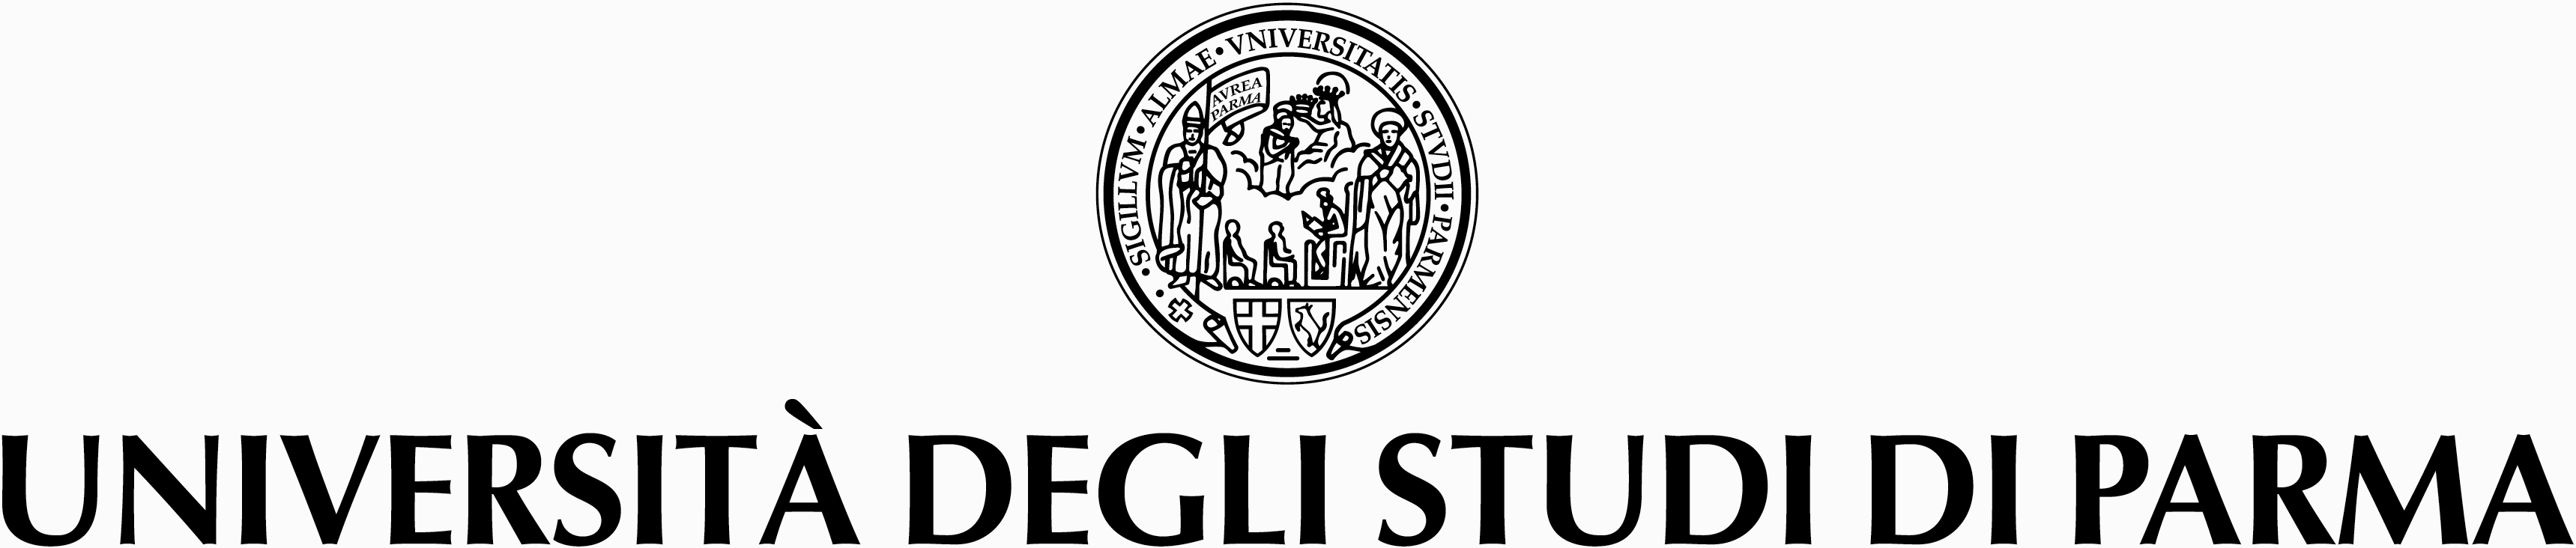 SIGILLVM • ALMAE • VNIVERSITATIS • STVDII • PARMENSIS
AVREA
PARMA
UNIVERSITÀ DEGLI STUDI DI PARMA